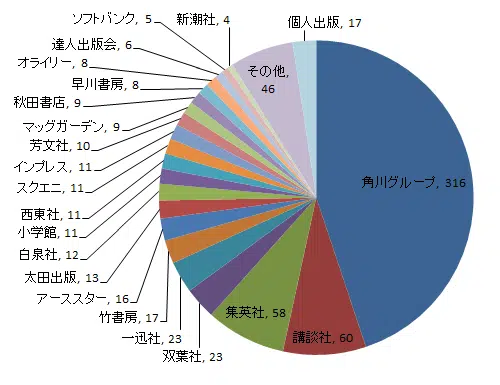 個人出版, 17
角川グループ, 316
講談社, 60
集英社, 58
双葉社, 23
一迅社, 23
竹書房, 17
アーススター, 16
太田出版, 13
白泉社, 12
小学館, 11
西東社, 11
スクエニ, 11
インプレス, 11
芳文社, 10
マッグガーデン, 9
秋田書店, 9
早川書房, 8
オライリー, 8
達人出版会, 6
ソフトバンク, 5
新潮社, 4
その他,
46